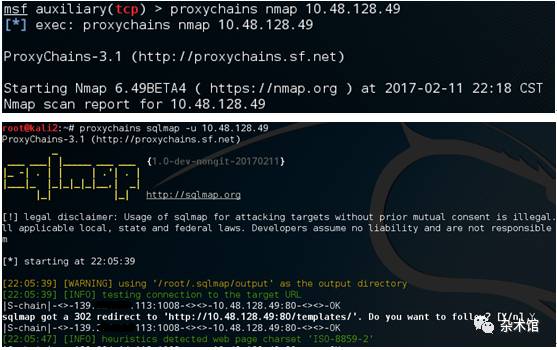 msf auxiliary(tcp) > proxychains nmap 10.48.128.49
[*] exec: proxychains nmap 10.48.128.49
ProxyChains-3.1 (http://proxychains.sf.net)
Starting Nmap 6.49BETA4 ( https://nmap.org ) at 2017-02-11 22:18 CST
Nmap scan report for 10.48.128.49
root@kali2:~# proxychains sqlmap -u 10.48.128.49
ProxyChains-3.1 (http://proxychains.sf.net)
{1.0-dev-nongit-20170211}
http://sqlmap.org
[!] legal disclaimer: Usage of sqlmap for attacking targets without prior mutual consent is illegal.
ll applicable local, state and federal laws. Developers assume no liability and are not responsible
m
[*] starting at 22:05:39
[22:05:39] [WARNING] using '/root/.sqlmap/output' as the output directory
[22:05:39] [INFO] testing connection to the target URL
|S-chain|-<>-139. .113:1008-<><>-10.48.128.49:80-<><>-OK
sqlmap got a 302 redirect to 'http://10.48.128.49:80/templates/'. Do you want to follow? [Y/n]
|S-chain|-<>-139. .113:1008-<><>-10.48.128.49:80-<><>-OK
[22:05:47] [INFO] heuristics detected web page charset 'ISO-8859-2'
杂术馆